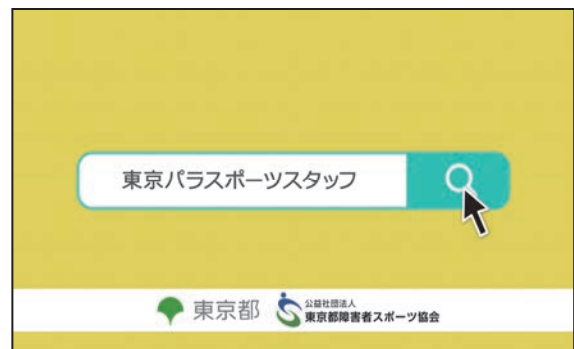 東京パラスポーツスタッフ
東京都
公益社団法人
東京都障害者スポーツ協会